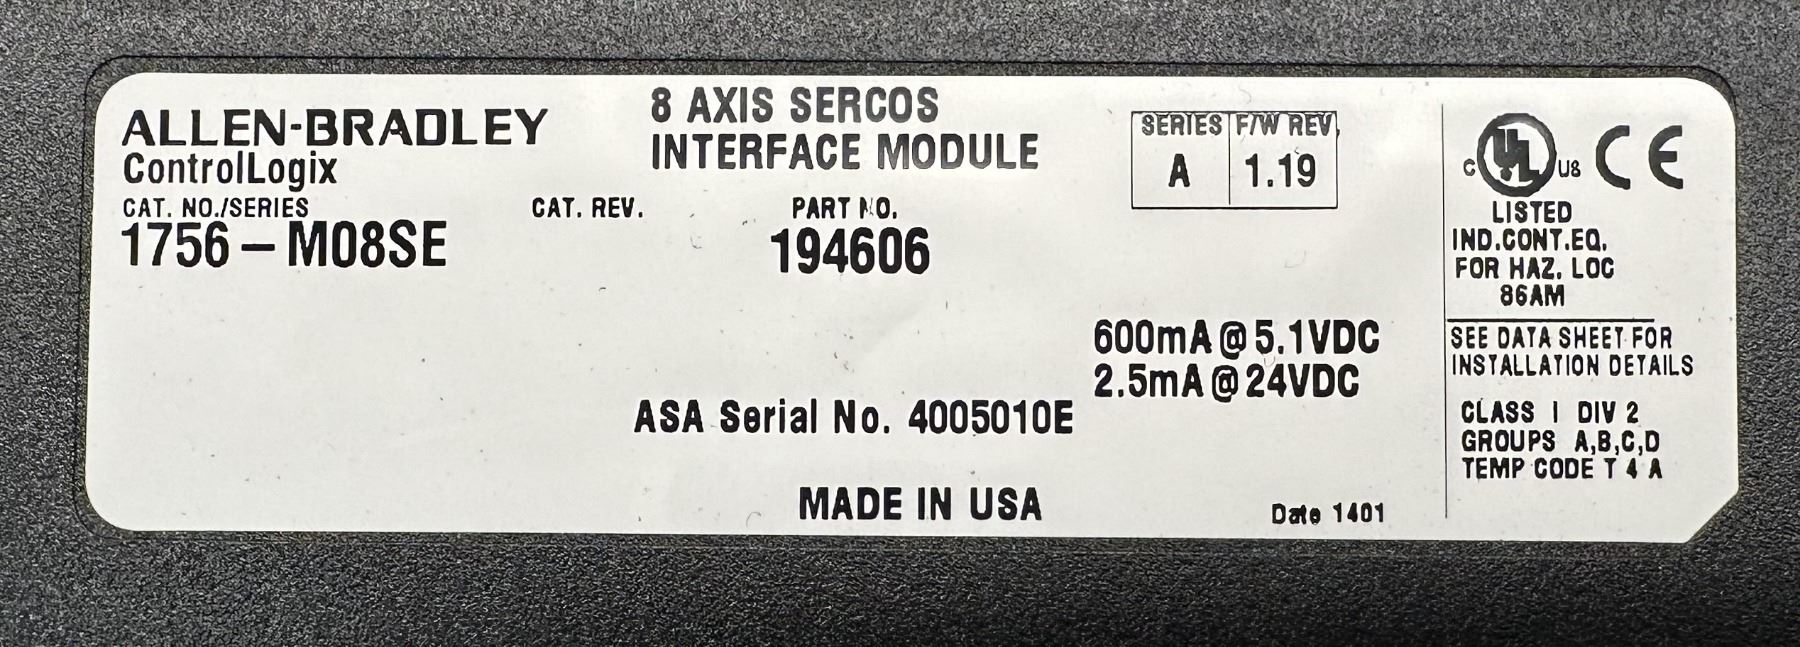 ALLEN-BRADLEY
ControlLogix
CAT. NO./SERIES
1756-M08SE
CAT. REV.
8 AXIS SERCOS
INTERFACE MODULE
PART NO.
194606
SERIES F/W REV.
A 1.19
600mA@5.1VDC
2.5mA@24VDC
ASA Serial No. 4005010E
MADE IN USA
Date 1401
C UL US CE
LISTED
IND.CONT.EQ.
FOR HAZ. LOC
86AM
SEE DATA SHEET FOR
INSTALLATION DETAILS
CLASS I DIV 2
GROUPS A,B,C,D
TEMP CODE T 4 A